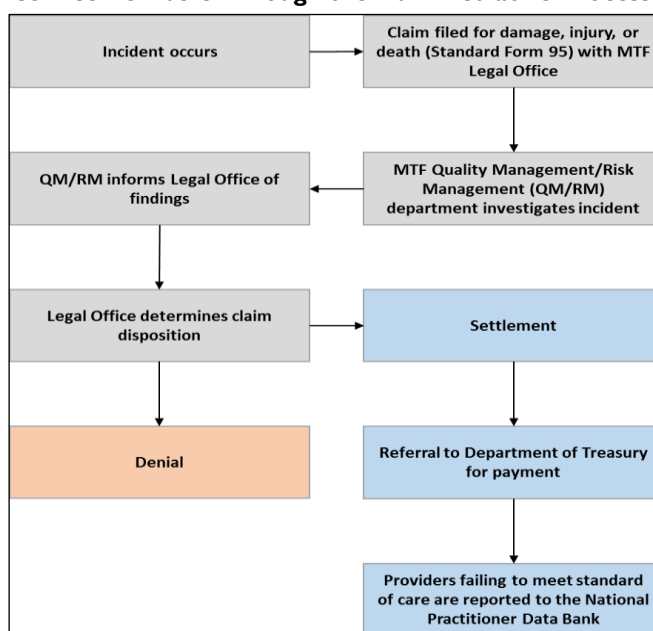 Incident occurs
Claim filed for damage, injury, or
death (Standard Form 95) with MTF
Legal Office
QM/RM informs Legal Office of
findings
MTF Quality Management/Risk
Management (QM/RM)
department investigates incident
Legal Office determines claim
disposition
Settlement
Denial
Referral to Department of Treasury
for payment
Providers failing to meet standard
of care are reported to the National
Practitioner Data Bank